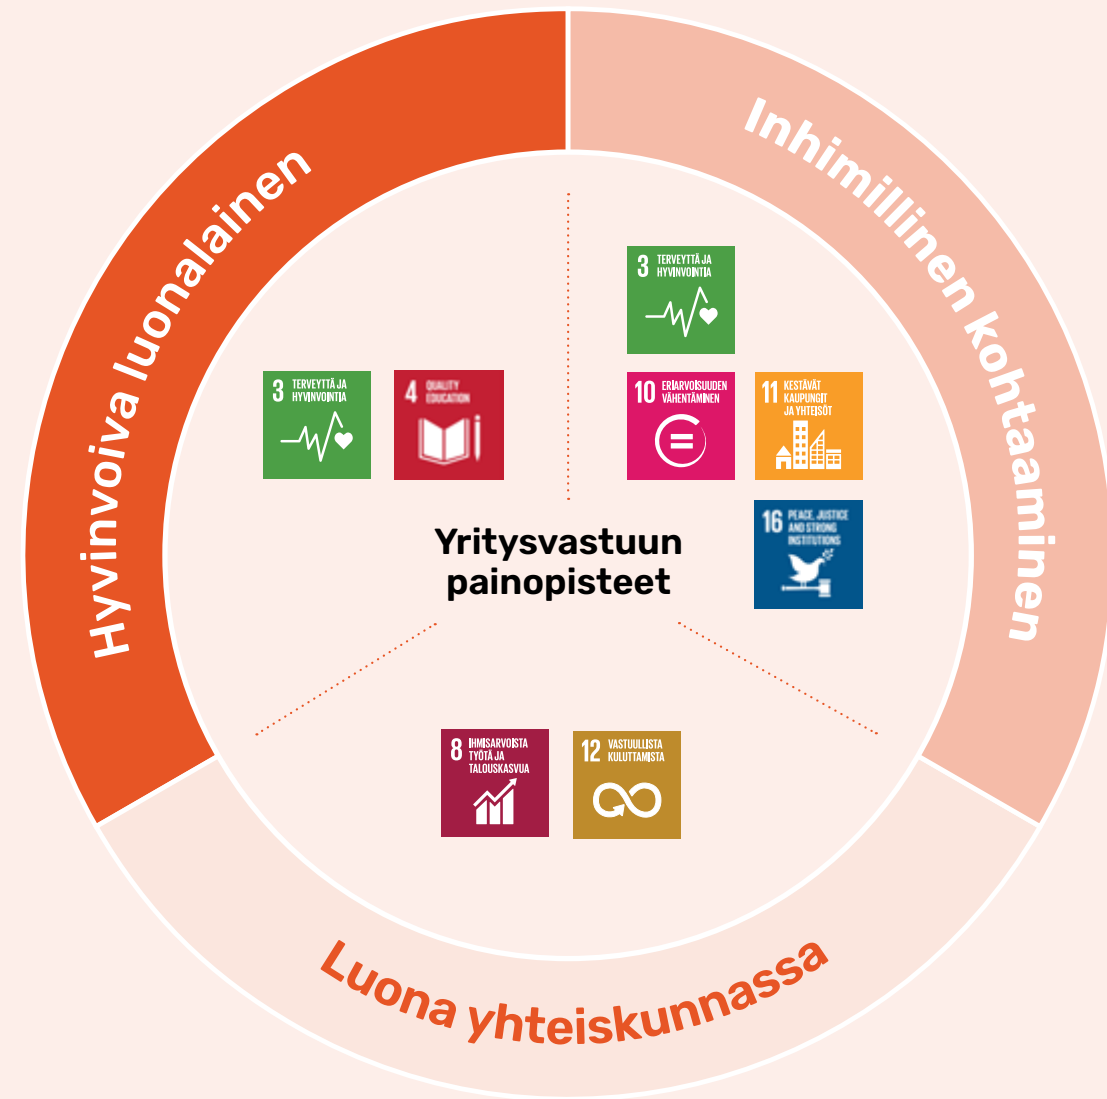 Hyvinvoiva luonalainen
Inhimillinen kohtaaminen
3 TERVEYTTÄ JA
HYVINVOINTIA
4 QUALITY
EDUCATION
3 TERVEYTTÄ JA
HYVINVOINTIA
10 ERIARVOISUUDEN
VÄHENTÄMINEN
11 KESTÄVÄT
KAUPUNGIT
JA YHTEISÖT
16 PEACE, JUSTICE
AND STRONG
INSTITUTIONS
Yritysvastuun
painopisteet
8 IHMISARVOISTA
TYÖTÄ JA
TALOUSKASVUA
12 VASTUULLISTA
KULUTTAMISTA
Luona yhteiskunnassa